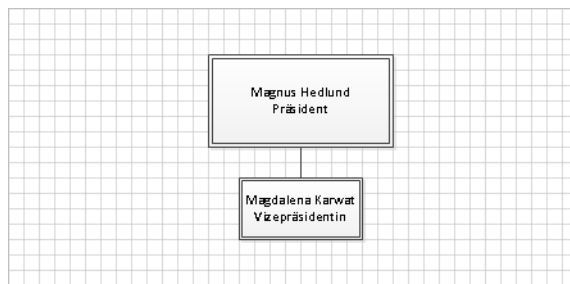 Magnus Hedlund
Präsident
Magdalena Karwat
Vizepräsidentin